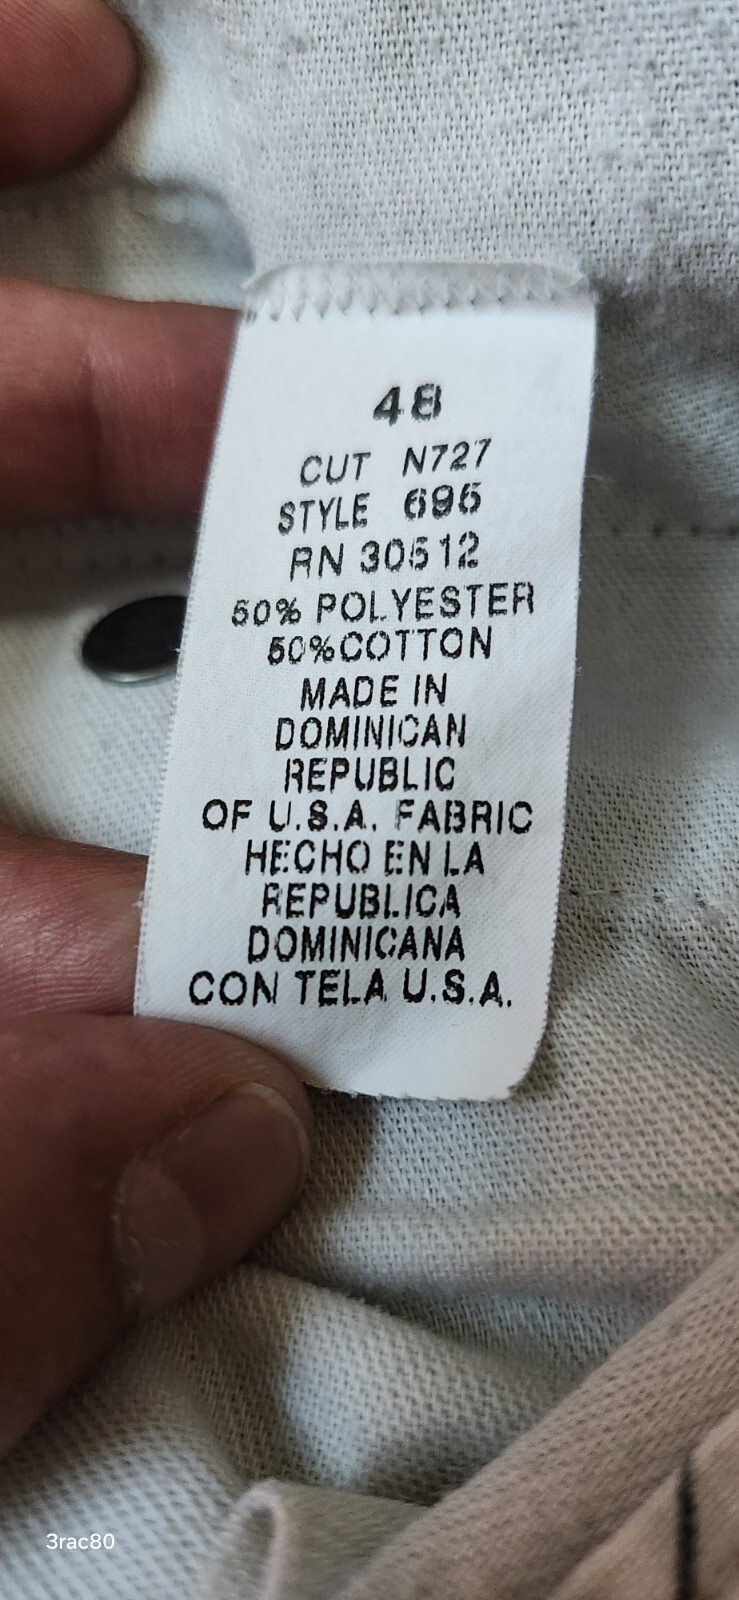 48
CUT N727
STYLE 695
RN 30512
50% POLYESTER
50%COTTON
MADE IN
DOMINICAN
REPUBLIC
OF U.S.A. FABRIC
HECHO EN LA
REPUBLICA
DOMINICANA
CON TELA U.S.A.
3rac80